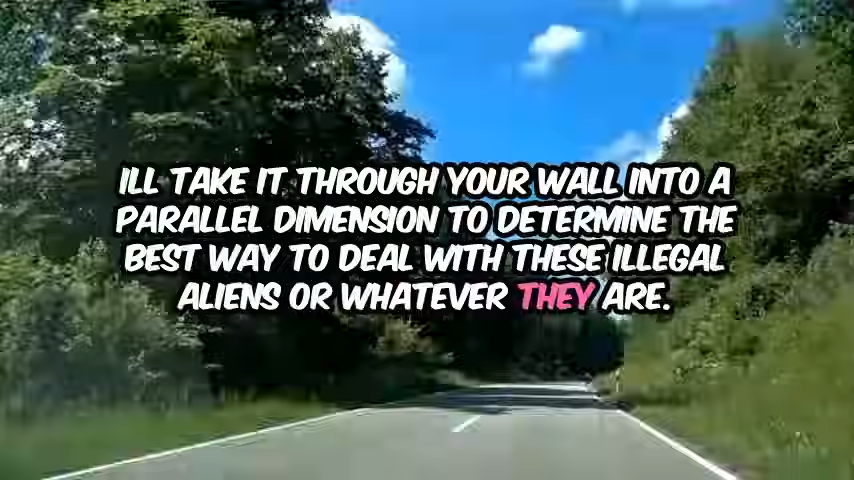 ILL TAKE IT THROUGH YOUR WALL INTO A
PARALLEL DIMENSION TO DETERMINE THE
BEST WAY TO DEAL WITH THESE ILLEGAL
ALIENS OR WHATEVER THEY ARE.